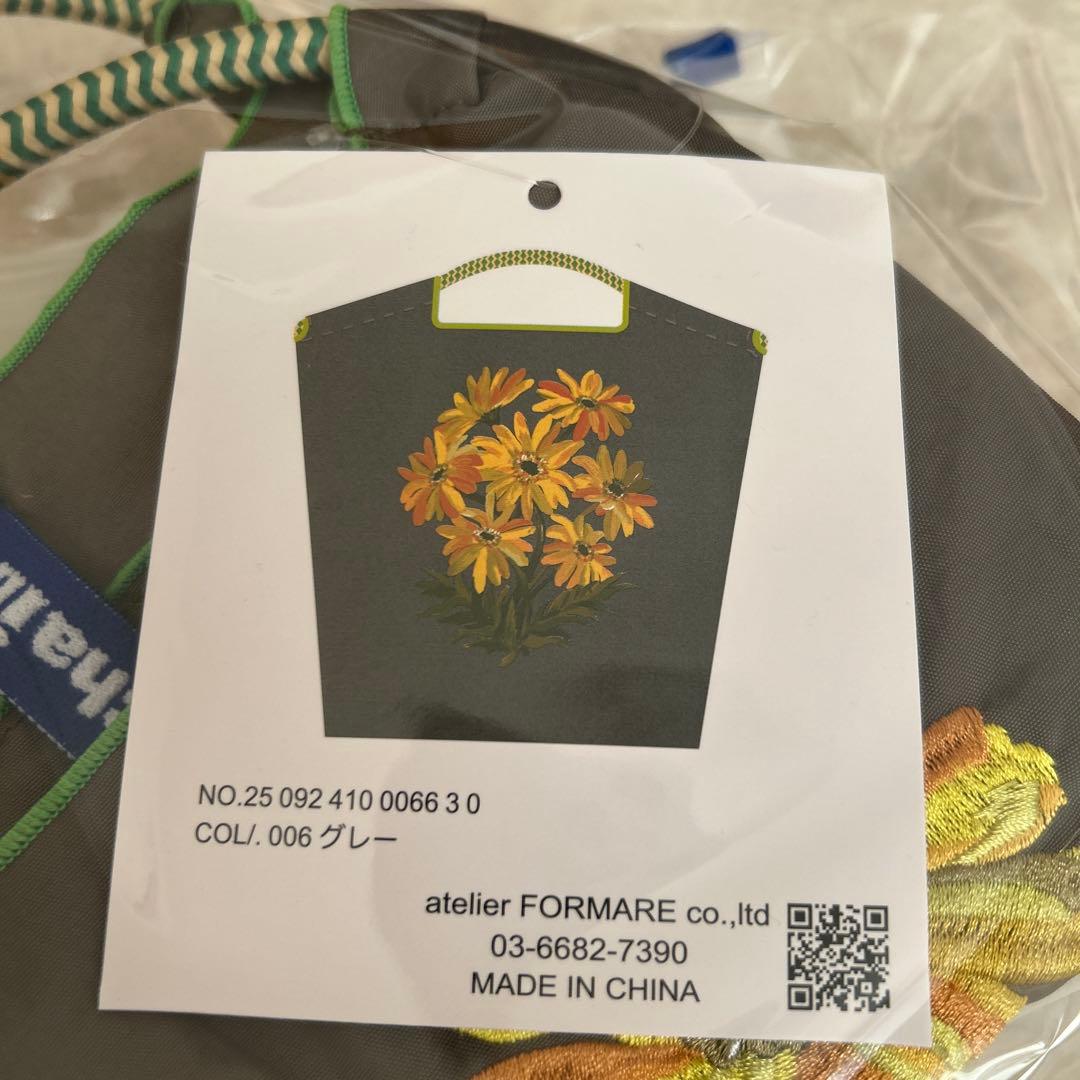 NO.25 092 410 0066 3 0
COL/. 006 グレー
atelier FORMARE co.,ltd
03-6682-7390
MADE IN CHINA